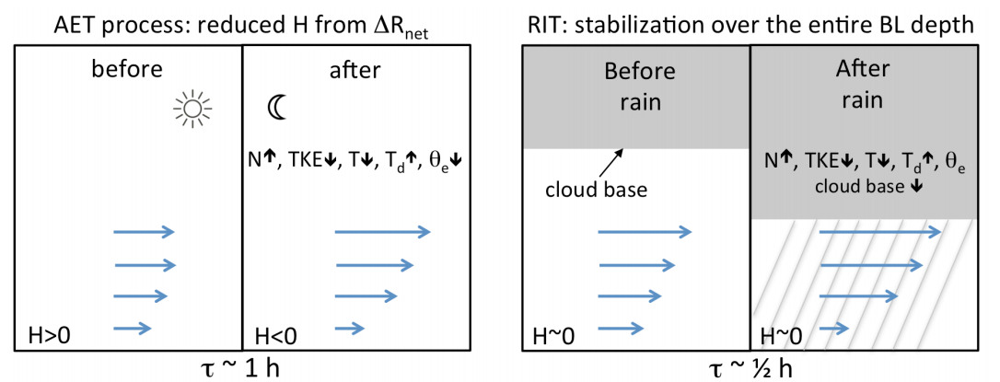 AET process: reduced H from ΔRnet
before
after
N↑, TKE↓, T↓, Td↑, θe↓
H>0
H<0
τ ~ 1 h
RIT: stabilization over the entire BL depth
Before
rain
cloud base
After
rain
N↑, TKE↓, T↓, Td↑, θe
cloud base ↓
H~0
H~0
τ ~ ½ h